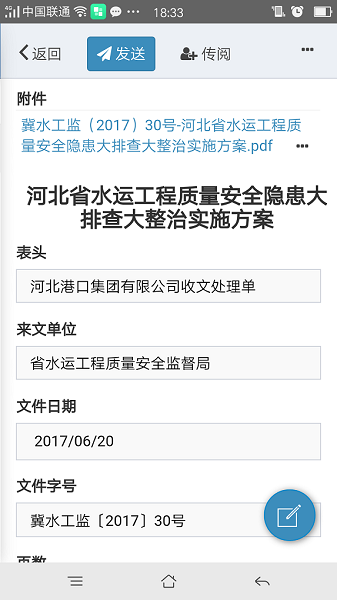 4G 中国联通 18:33
返回 发送 传阅
附件
冀水工监（2017）30号-河北省水运工程质
量安全隐患大排查大整治实施方案.pdf
河北省水运工程质量安全隐患大
排查大整治实施方案
表头
河北港口集团有限公司收文处理单
来文单位
省水运工程质量安全监督局
文件日期
2017/06/20
文件字号
冀水工监〔2017〕30号
页数